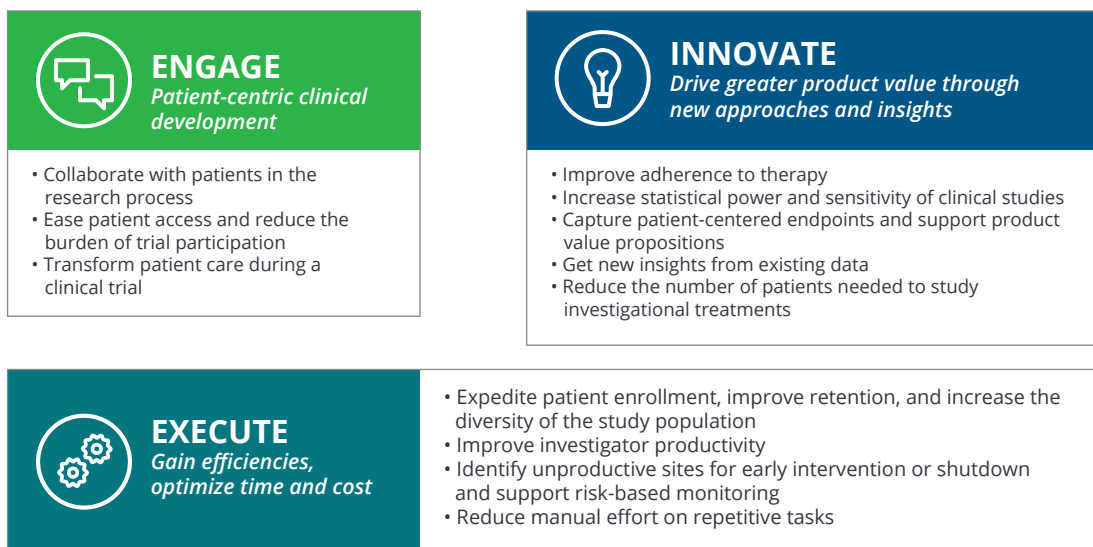 ENGAGE
Patient-centric clinical
development
• Collaborate with patients in the
research process
• Ease patient access and reduce the
burden of trial participation
• Transform patient care during a
clinical trial
INNOVATE
Drive greater product value through
new approaches and insights
• Improve adherence to therapy
• Increase statistical power and sensitivity of clinical studies
• Capture patient-centered endpoints and support product
value propositions
• Get new insights from existing data
• Reduce the number of patients needed to study
investigational treatments
EXECUTE
Gain efficiencies,
optimize time and cost
• Expedite patient enrollment, improve retention, and increase the
diversity of the study population
• Improve investigator productivity
• Identify unproductive sites for early intervention or shutdown
and support risk-based monitoring
• Reduce manual effort on repetitive tasks